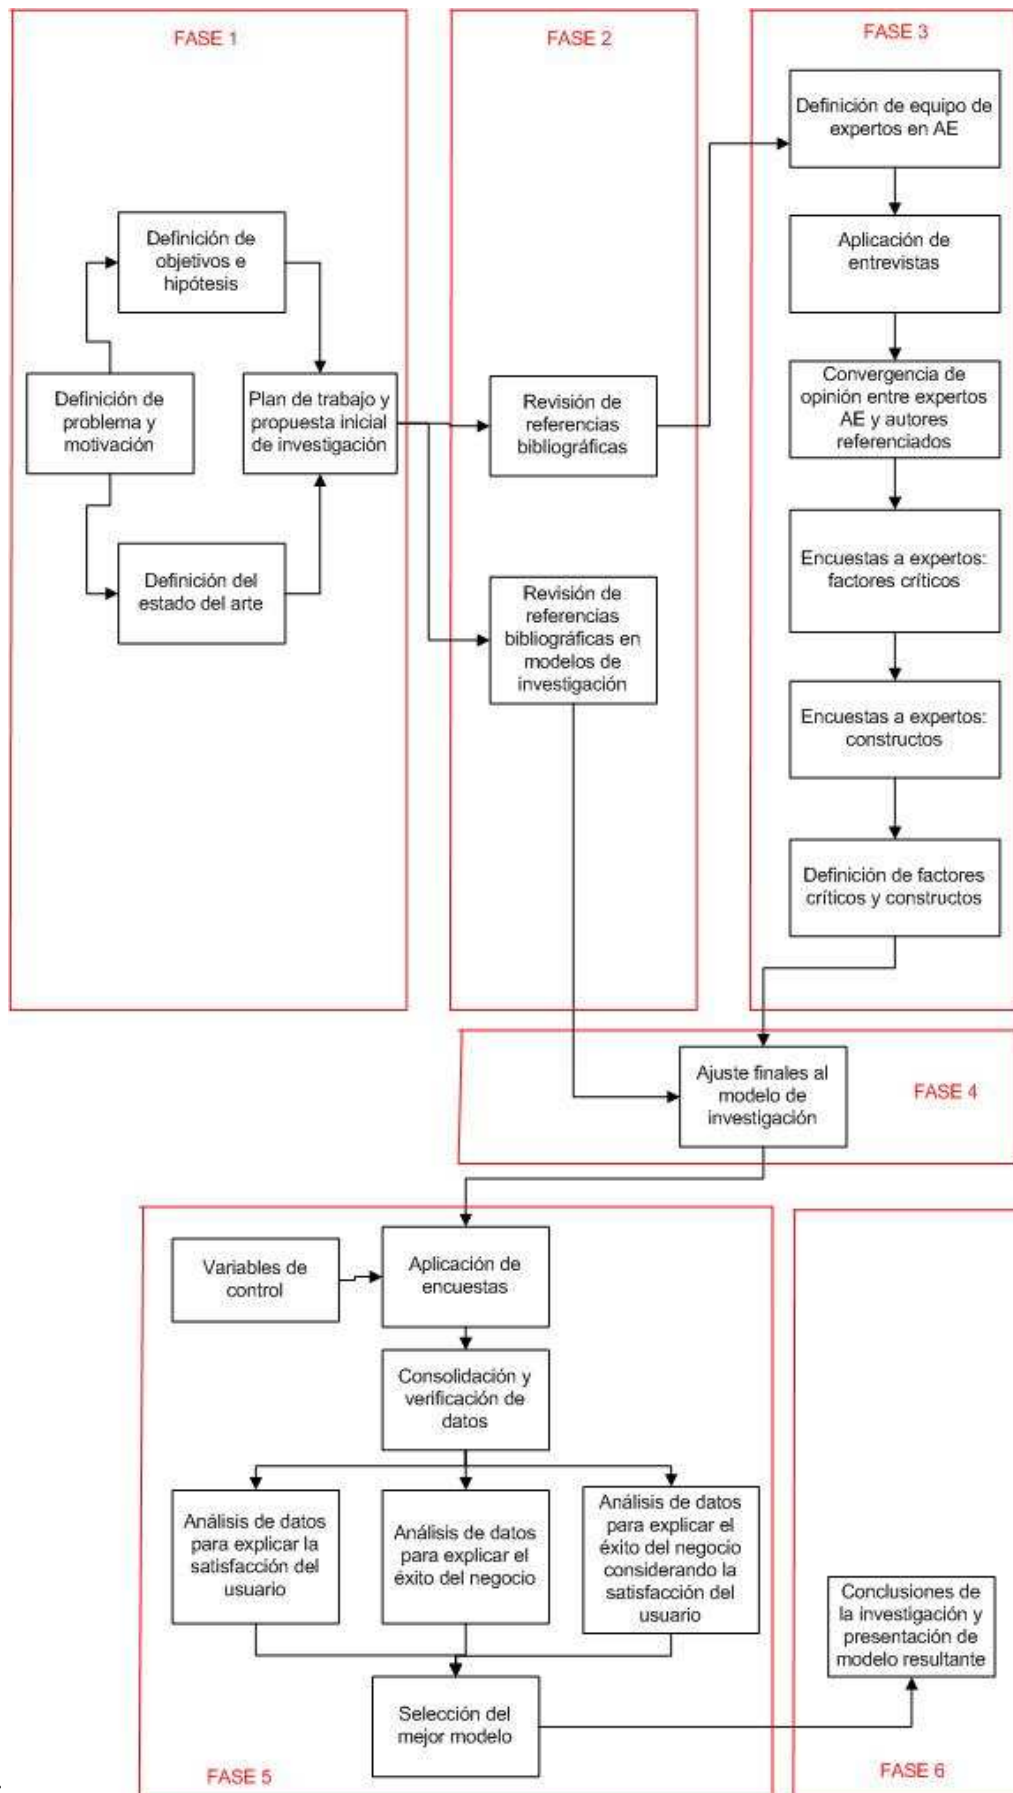 FASE 1
Definición de
objetivos e
hipótesis
Definición de
problema y
motivación
Plan de trabajo y
propuesta inicial
de investigación
Definición del
estado del arte
FASE 2
Revisión de
referencias
bibliográficas
Revisión de
referencias
bibliográficas en
modelos de
investigación
FASE 3
Definición de equipo de
expertos en AE
Aplicación de
entrevistas
Convergencia de
opinión entre expertos
AE y autores
referenciados
Encuestas a expertos:
factores críticos
Encuestas a expertos:
constructos
Definición de factores
críticos y constructos
Ajuste finales al
modelo de
investigación
FASE 4
Variables de
control
Aplicación de
encuestas
Consolidación y
verificación de
datos
Análisis de datos
para explicar la
satisfacción del
usuario
Análisis de datos
para explicar el
éxito del negocio
Análisis de datos
para explicar el
éxito del negocio
considerando la
satisfacción del
usuario
Selección del
mejor modelo
FASE 5
Conclusiones de
la investigación y
presentación de
modelo resultante
FASE 6